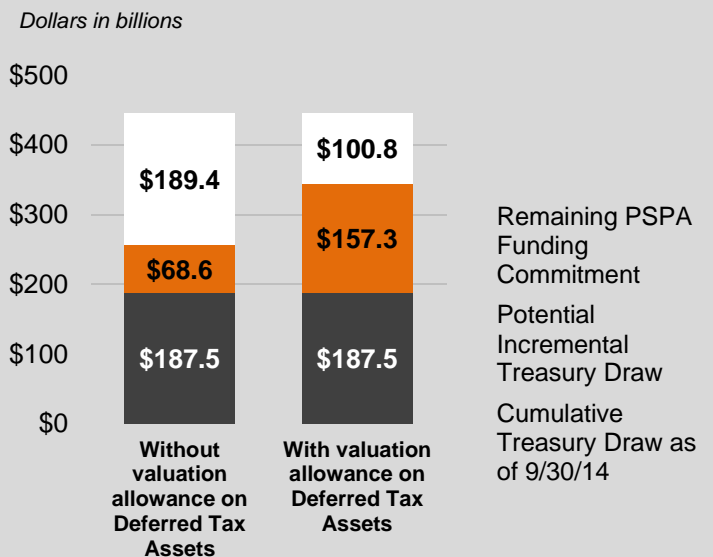 Dollars in billions
$500
$400
$300
$200
$100
$0
$189.4
$68.6
$187.5
$100.8
$157.3
$187.5
Without
valuation
allowance on
Deferred Tax
Assets
With valuation
allowance on
Deferred Tax
Assets
Remaining PSPA
Funding
Commitment
Potential
Incremental
Treasury Draw
Cumulative
Treasury Draw as
of 9/30/14